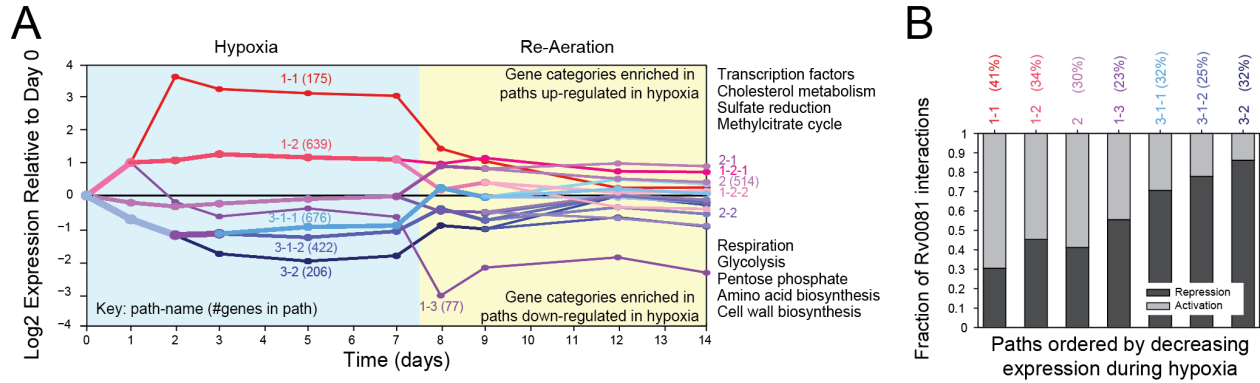 A
Hypoxia
Re-Aeration
Log2 Expression Relative to Day 0
4
3
2
1
0
−1
−2
−3
−4
1-1 (175)
1-2 (639)
3-1-1 (676)
3-1-2 (422)
3-2 (206)
1-3 (77)
Key: path-name (#genes in path)
Gene categories enriched in
paths up-regulated in hypoxia
Gene categories enriched in
paths down-regulated in hypoxia
0
1
2
3
4
5
6
7
8
9
10
11
12
13
14
Time (days)
Transcription factors
Cholesterol metabolism
Sulfate reduction
Methylcitrate cycle
2-1
1-2-1
2 (514)
1-2-2
2-2
Respiration
Glycolysis
Pentose phosphate
Amino acid biosynthesis
Cell wall biosynthesis
B
1-1 (41%)
1-2 (34%)
2 (30%)
1-3 (23%)
3-1-1 (32%)
3-1-2 (25%)
3-2 (32%)
Fraction of Rv0081 interactions
1
0.9
0.8
0.7
0.6
0.5
0.4
0.3
0.2
0.1
0
Repression
Activation
Paths ordered by decreasing
expression during hypoxia